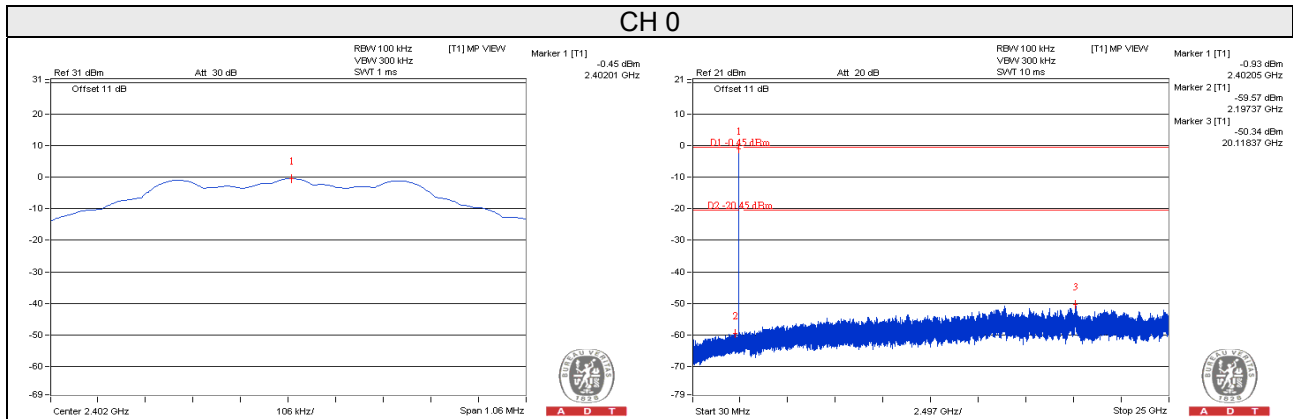 CH 0
RBW 100 kHz
[T1] MP VIEW
Marker 1 [T1]
VBW 300 kHz
-0.45 dBm
Ref 31 dBm
Att 30 dB
SWT 1 ms
2.40201 GHz
Offset 11 dB
31
20
10
0
-10
-20
-30
-40
-50
-60
-69
1
Center 2.402 GHz
106 kHz/
Span 1.06 MHz
BUREAU VERITAS
1828
A D T
RBW 100 kHz
[T1] MP VIEW
Marker 1 [T1]
VBW 300 kHz
-0.93 dBm
Ref 21 dBm
Att 20 dB
SWT 10 ms
2.40205 GHz
Marker 2 [T1]
-59.57 dBm
2.19737 GHz
Marker 3 [T1]
-50.34 dBm
20.11837 GHz
Offset 11 dB
21
10
0
-10
-20
-30
-40
-50
-60
-70
-79
1
D1 -0.45 dBm
D2 -20.45 dBm
2
3
Start 30 MHz
2.497 GHz/
Stop 25 GHz
BUREAU VERITAS
1828
A D T